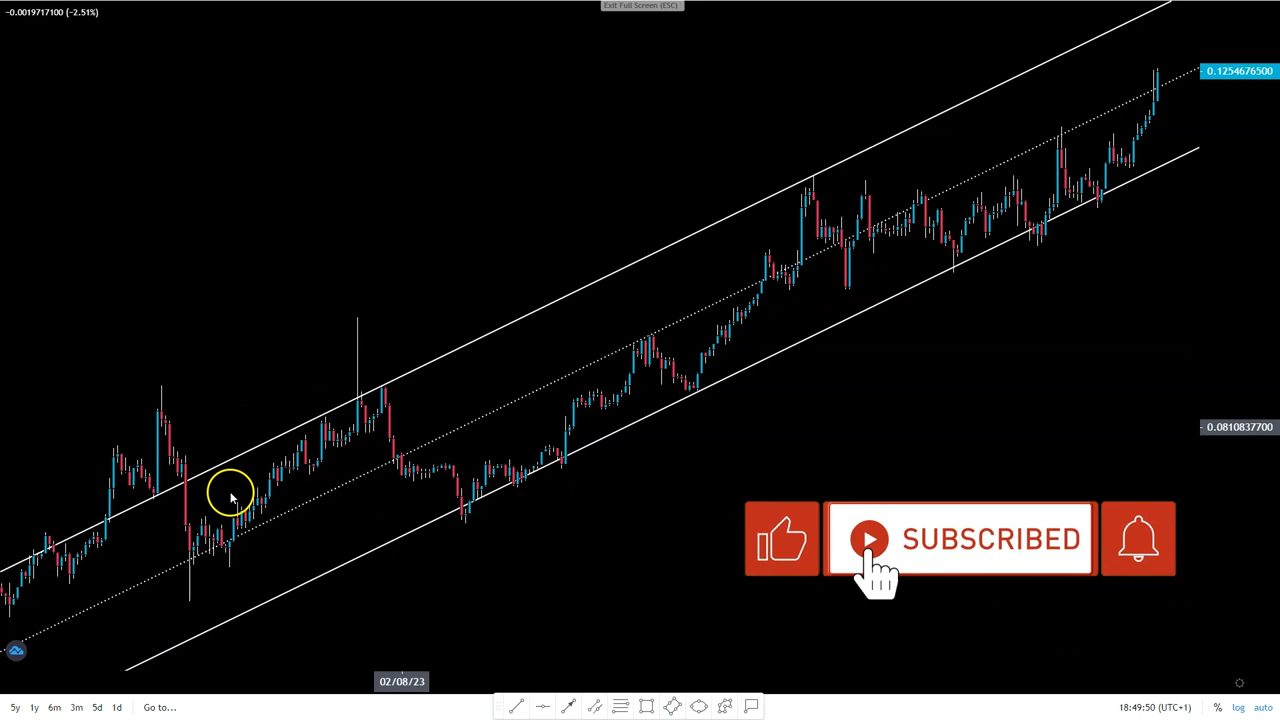 −0.0019717100 (−2.51%)
Exit Full Screen (ESC)
0.1254676500
0.0810837700
SUBSCRIBED
02/08/23
5y 1y 6m 3m 5d 1d Go to... 18:49:50 (UTC+1) % log auto